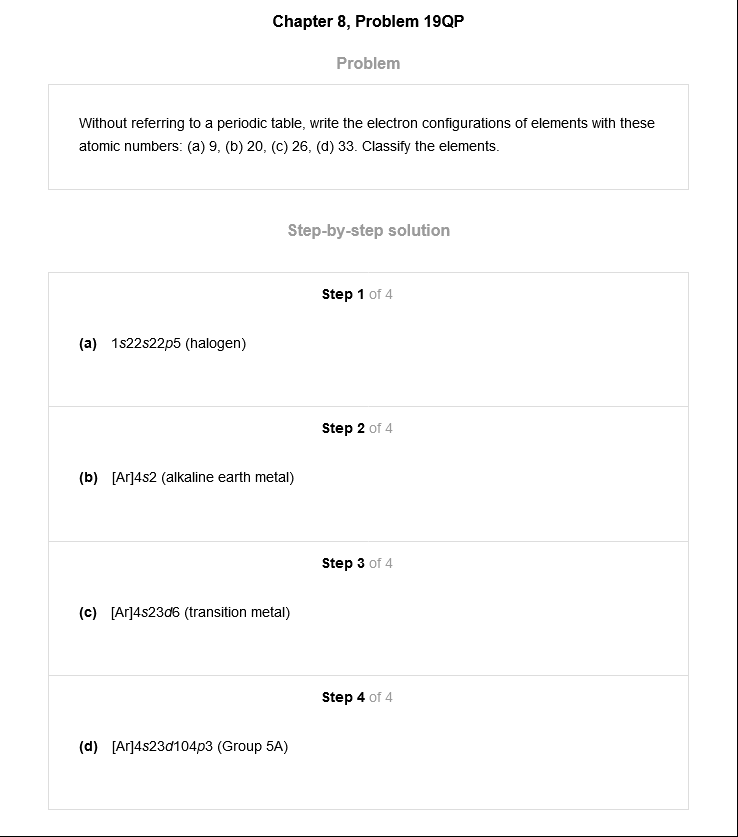 Chapter 8, Problem 19QP
Problem
Without referring to a periodic table, write the electron configurations of elements with these
atomic numbers: (a) 9, (b) 20, (c) 26, (d) 33. Classify the elements.
Step-by-step solution
Step 1 of 4
(a) 1s22s22p5 (halogen)
Step 2 of 4
(b) [Ar]4s2 (alkaline earth metal)
Step 3 of 4
(c) [Ar]4s23d6 (transition metal)
Step 4 of 4
(d) [Ar]4s23d104p3 (Group 5A)